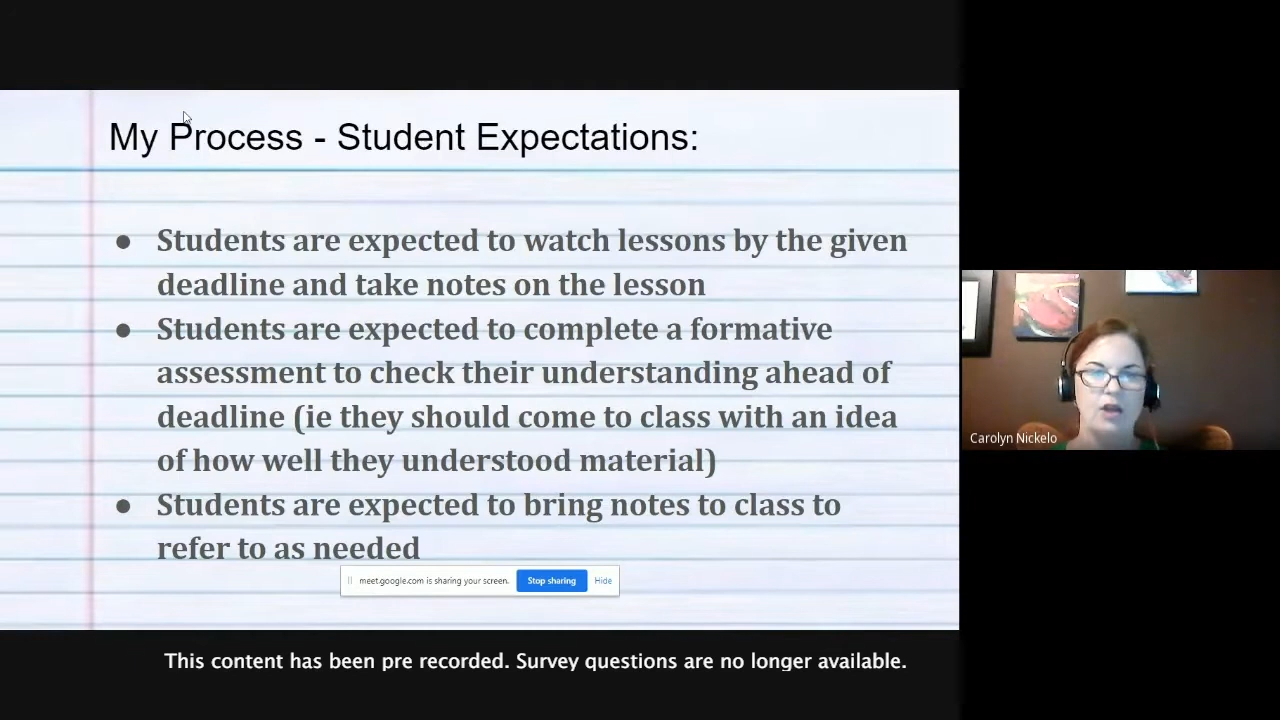 My Process - Student Expectations:
● Students are expected to watch lessons by the given
deadline and take notes on the lesson
● Students are expected to complete a formative
assessment to check their understanding ahead of
deadline (ie they should come to class with an idea
of how well they understood material)
● Students are expected to bring notes to class to
refer to as needed
meet.google.com is sharing your screen. Stop sharing Hide
Carolyn Nickelo
This content has been pre recorded. Survey questions are no longer available.